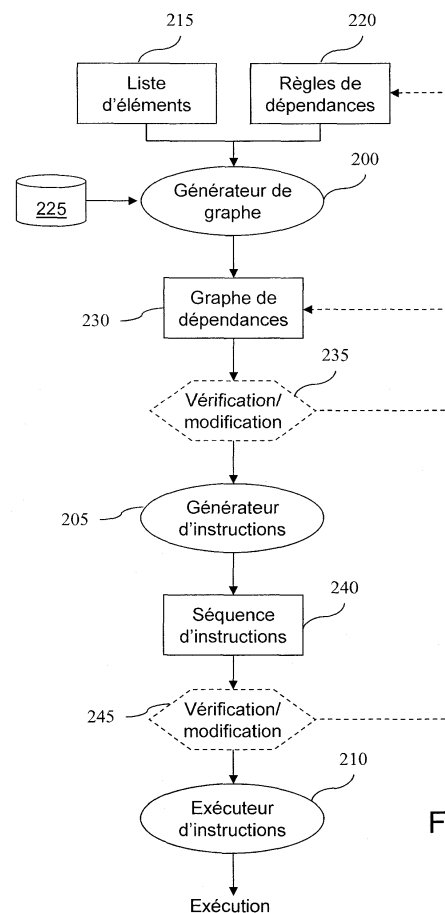 215
220
Liste
d'éléments
Règles de
dépendances
200
Générateur de
graphe
225
Graphe de
dépendances
230
235
Vérification/
modification
Générateur
d'instructions
205
240
Séquence
d'instructions
245
Vérification/
modification
210
Exécuteur
d'instructions
F
Exécution